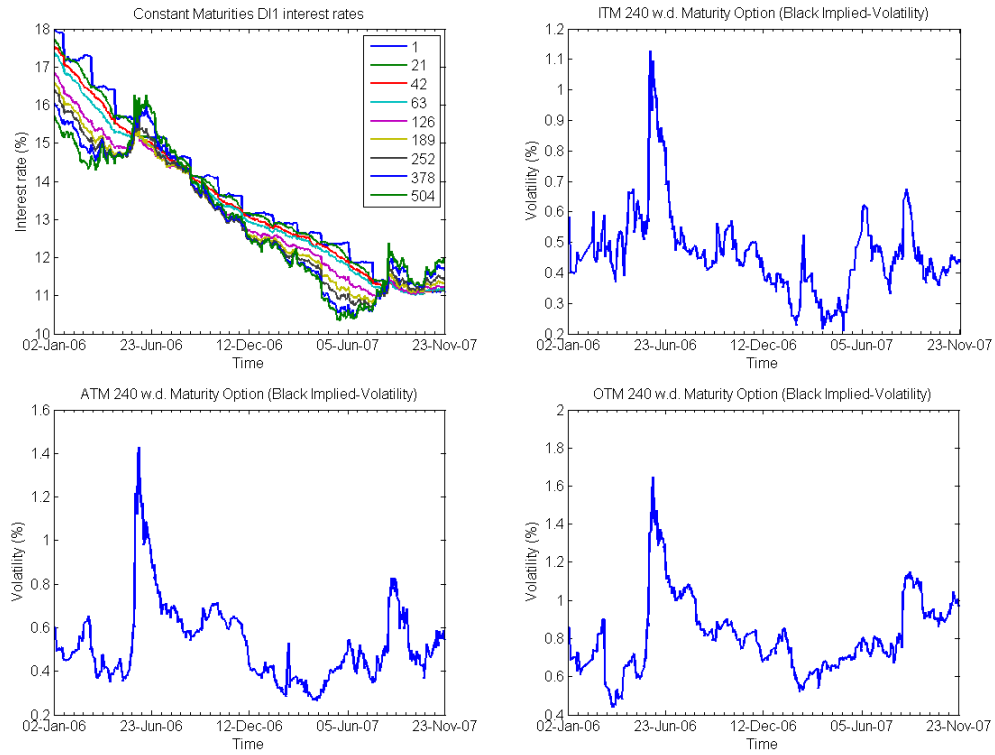 Constant Maturities DI1 interest rates
18
17
16
15
14
13
12
11
10
Interest rate (%)
1
21
42
63
126
189
252
378
504
02-Jan-06 23-Jun-06 12-Dec-06 05-Jun-07 23-Nov-07
Time
ITM 240 w.d. Maturity Option (Black Implied-Volatility)
1.2
1.1
1
0.9
0.8
0.7
0.6
0.5
0.4
0.3
0.2
Volatility (%)
02-Jan-06 23-Jun-06 12-Dec-06 05-Jun-07 23-Nov-07
Time
ATM 240 w.d. Maturity Option (Black Implied-Volatility)
1.6
1.4
1.2
1
0.8
0.6
0.4
0.2
Volatility (%)
02-Jan-06 23-Jun-06 12-Dec-06 05-Jun-07 23-Nov-07
Time
OTM 240 w.d. Maturity Option (Black Implied-Volatility)
2
1.8
1.6
1.4
1.2
1
0.8
0.6
0.4
Volatility (%)
02-Jan-06 23-Jun-06 12-Dec-06 05-Jun-07 23-Nov-07
Time